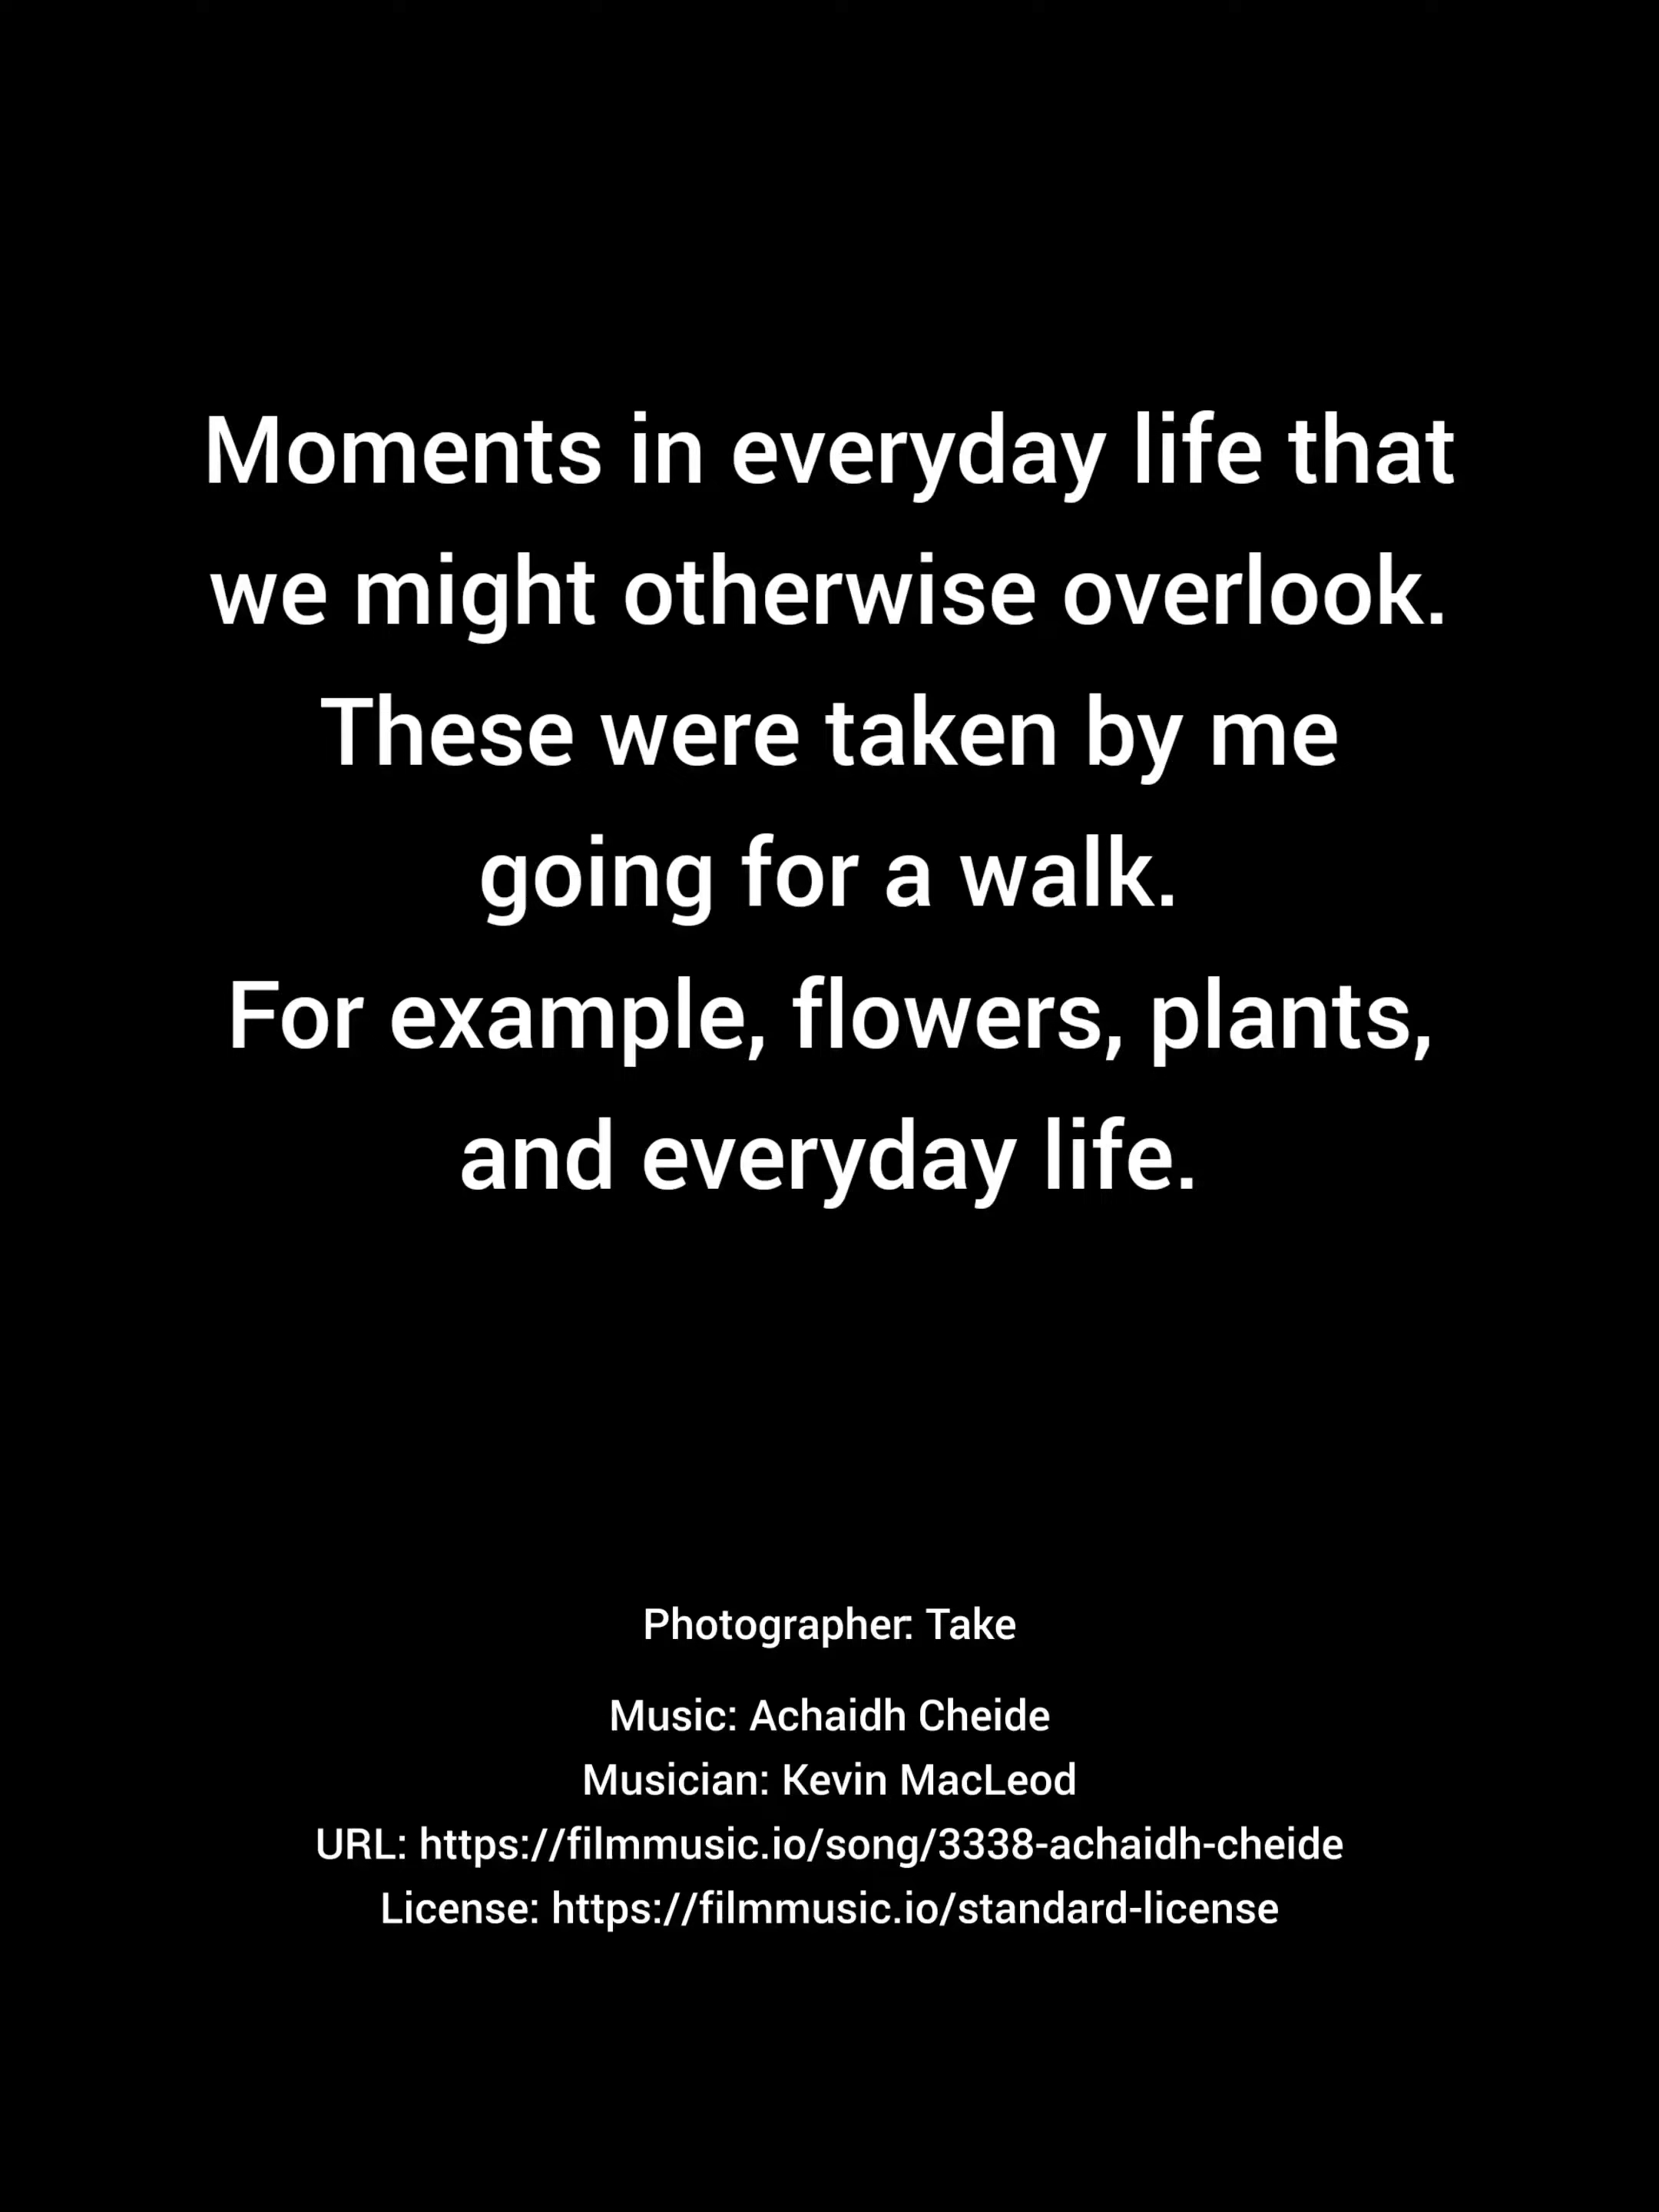 Moments in everyday life that
we might otherwise overlook.
These were taken by me
going for a walk.
For example, flowers, plants,
and everyday life.
Photographer: Take
Music: Achaidh Cheide
Musician: Kevin MacLeod
URL: https://filmmusic.io/song/3338-achaidh-cheide
License: https://filmmusic.io/standard-license